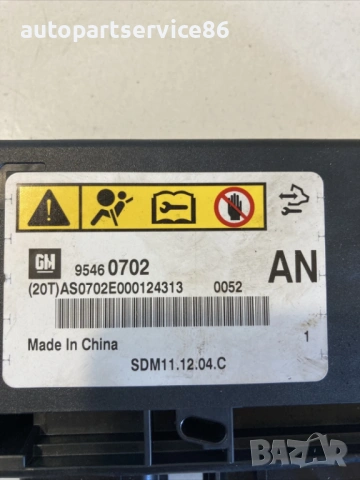 autopartservice86
GM 9546 0702 AN
(20T)AS0702E000124313 0052
Made In China 1
SDM11.12.04.C
BAZAR